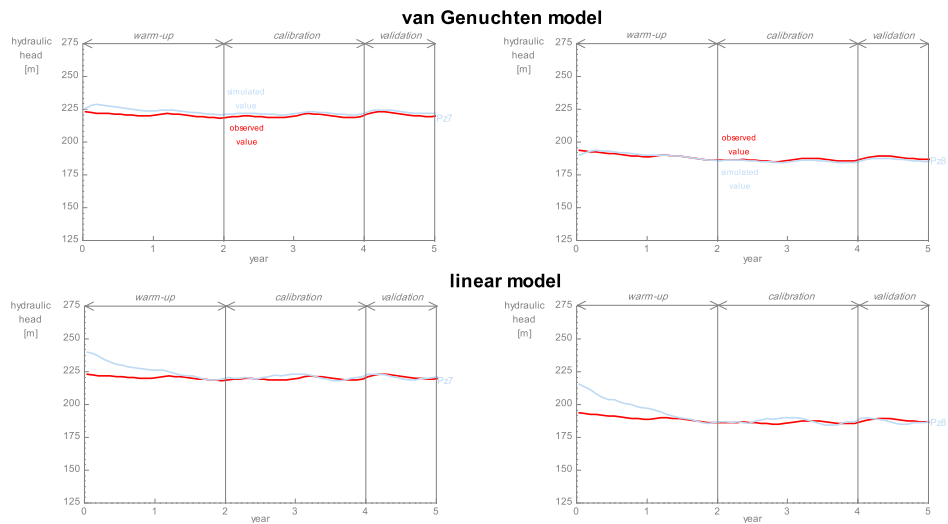 van Genuchten model
hydraulic
head
[m]
275
250
225
200
175
150
125
warm-up
calibration
validation
simulated
value
observed
value
Pz7
0
1
2
3
4
5
year
hydraulic
head
[m]
275
250
225
200
175
150
125
warm-up
calibration
validation
observed
value
simulated
value
Pz8
0
1
2
3
4
5
year
linear model
hydraulic
head
[m]
275
250
225
200
175
150
125
warm-up
calibration
validation
Pz7
0
1
2
3
4
5
year
hydraulic
head
[m]
275
250
225
200
175
150
125
warm-up
calibration
validation
Pz8
0
1
2
3
4
5
year